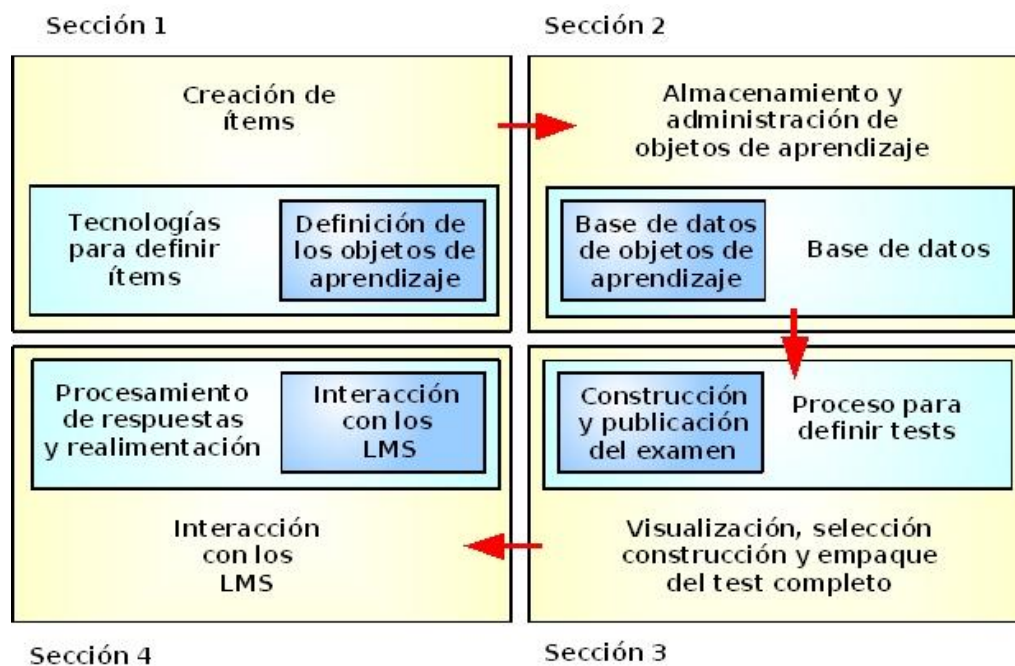 Sección 1
Creación de
ítems
Tecnologías
para definir
ítems
Definición de
los objetos de
aprendizaje
Sección 2
Almacenamiento y
administración de
objetos de aprendizaje
Base de datos
de objetos de
aprendizaje
Base de datos
Procesamiento
de respuestas
y realimentación
Interacción
con los
LMS
Interacción
con los
LMS
Sección 4
Construcción
y publicación
del examen
Proceso para
definir tests
Visualización, selección
construcción y empaque
del test completo
Sección 3